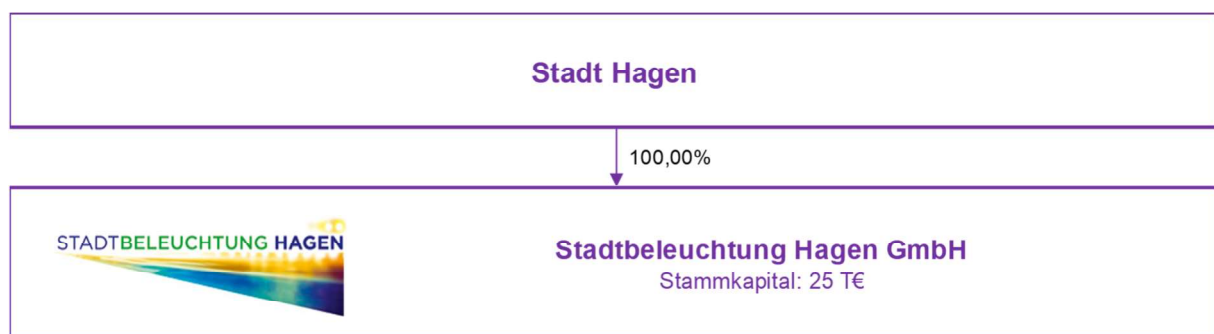 Stadt Hagen
100,00%
STADTBELEUCHTUNG HAGEN
Stadtbeleuchtung Hagen GmbH
Stammkapital: 25 T€